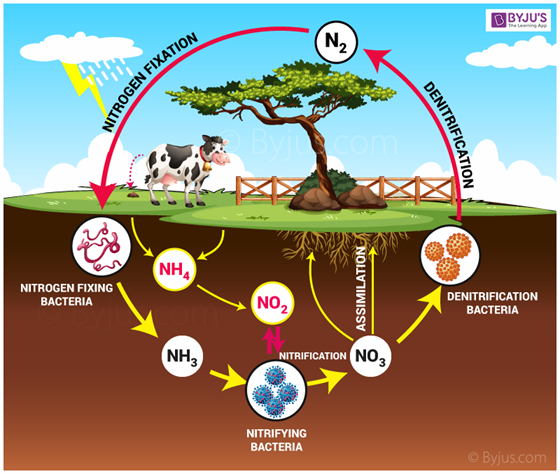 BYJU'S
The Learning App
N2
NITROGEN FIXATION
DENITRIFICATION
© Byjus.com
NITROGEN FIXING
BACTERIA
NH4
NO2
ASSIMILATION
DENITRIFICATION
BACTERIA
NH3
NITRIFICATION
NO3
NITRIFYING
BACTERIA
© Byjus.com